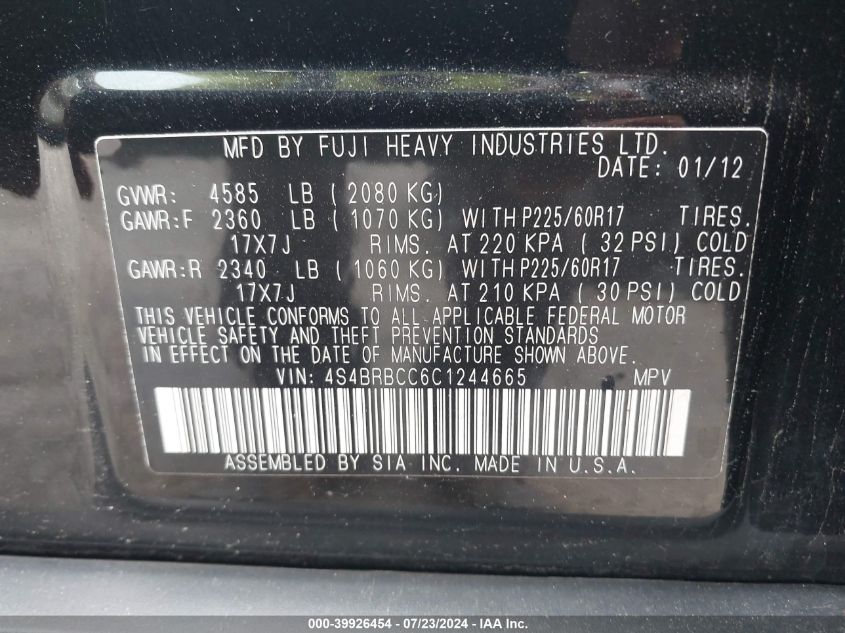 MFD BY FUJI HEAVY INDUSTRIES LTD.
DATE: 01/12
GVWR: 4585 LB ( 2080 KG)
GAWR:F 2360 LB ( 1070 KG) WITH P225/60R17 TIRES.
17X7J RIMS. AT 220 KPA ( 32 PSI) COLD
GAWR:R 2340 LB ( 1060 KG) WITH P225/60R17 TIRES.
17X7J RIMS. AT 210 KPA ( 30 PSI) COLD
THIS VEHICLE CONFORMS TO ALL APPLICABLE FEDERAL MOTOR
VEHICLE SAFETY AND THEFT PREVENTION STANDARDS
IN EFFECT ON THE DATE OF MANUFACTURE SHOWN ABOVE.
VIN: 4S4BRBCC6C1244665 MPV
ASSEMBLED BY SIA INC. MADE IN U.S.A.
000-39926454 - 07/23/2024 - IAAI.COM